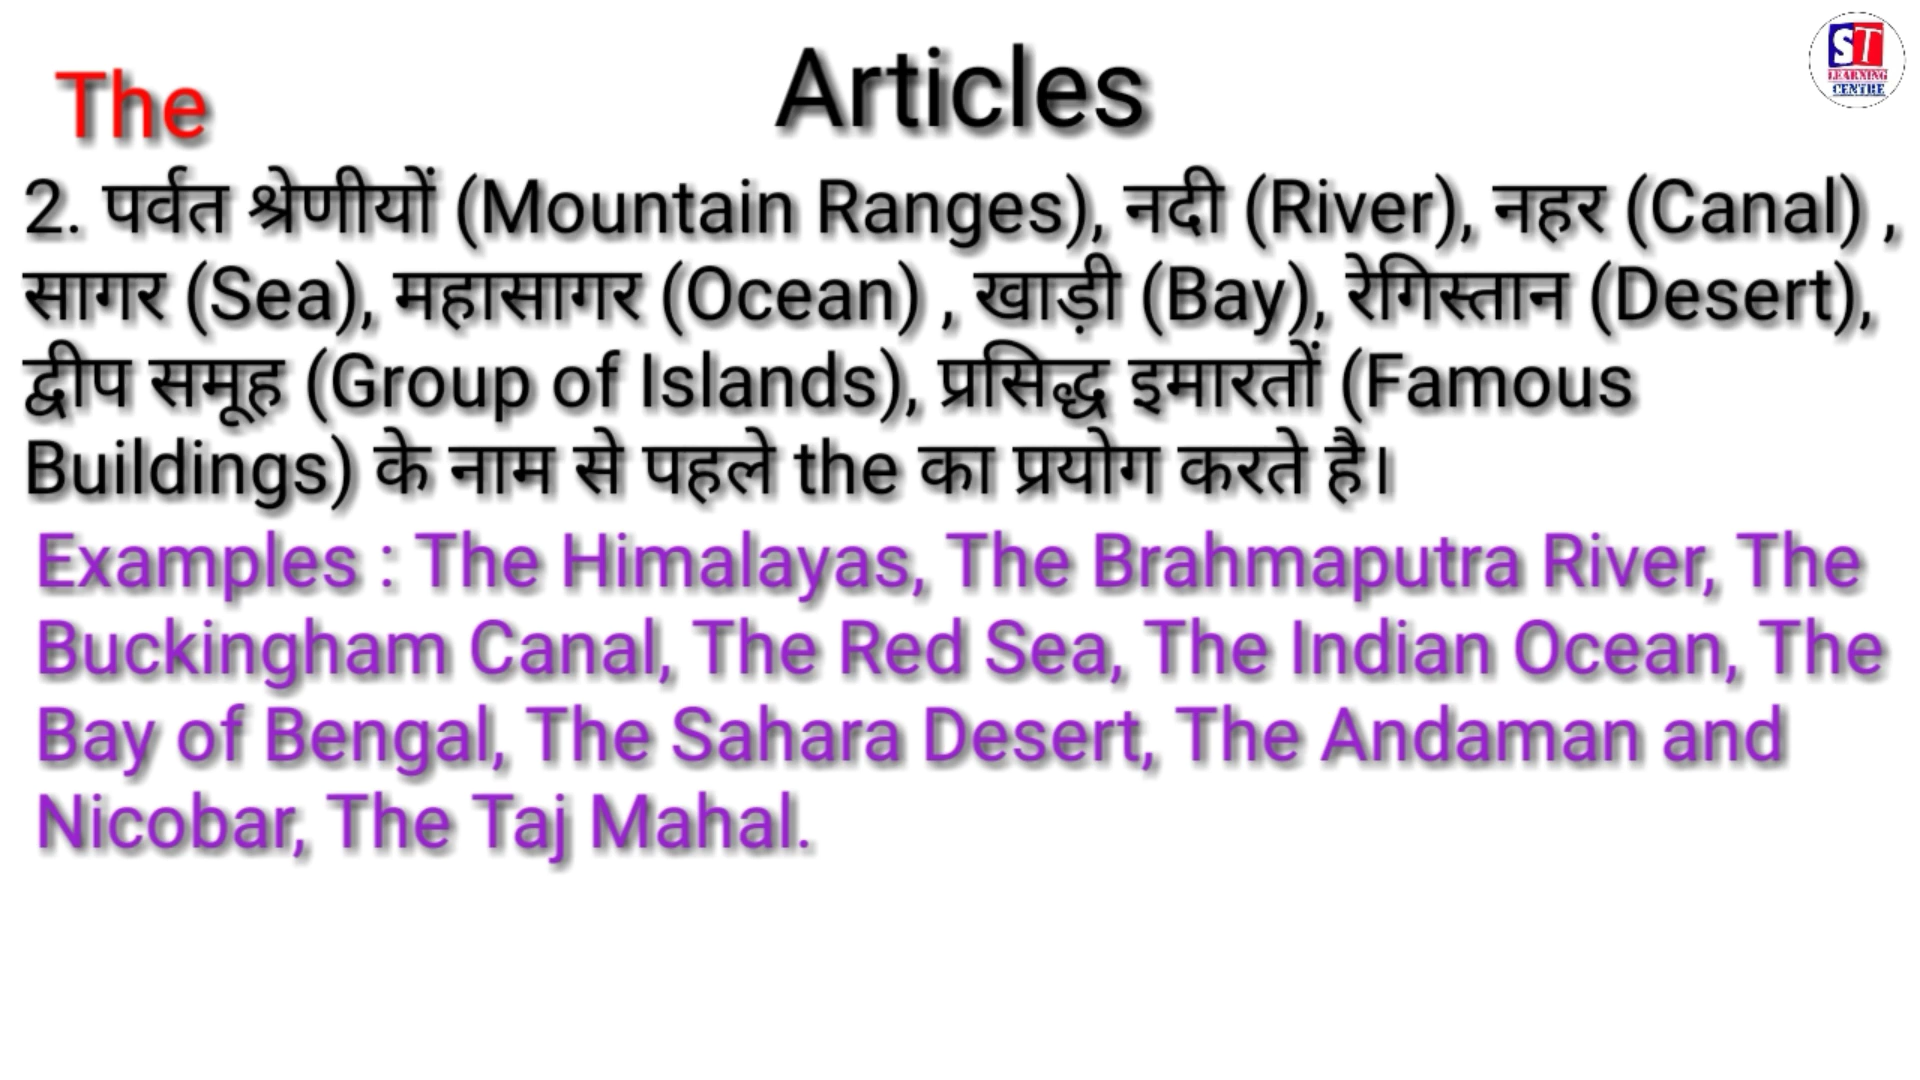 The
Articles
ST
LEARNING
CENTRE
2. पर्वत श्रेणीयों (Mountain Ranges), नदी (River), नहर (Canal) ,
सागर (Sea), महासागर (Ocean) , खाड़ी (Bay), रेगिस्तान (Desert),
द्वीप समूह (Group of Islands), प्रसिद्ध इमारतों (Famous
Buildings) के नाम से पहले the का प्रयोग करते है।
Examples : The Himalayas, The Brahmaputra River, The
Buckingham Canal, The Red Sea, The Indian Ocean, The
Bay of Bengal, The Sahara Desert, The Andaman and
Nicobar, The Taj Mahal.